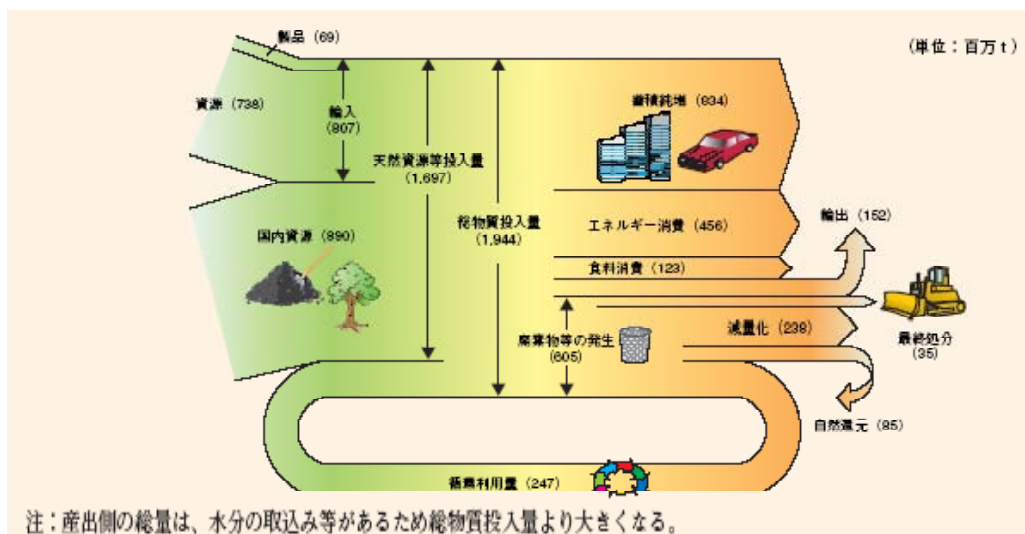 製品（69）
（単位：百万ｔ）
資源（738）
輸入
（807）
蓄積純増（834）
天然資源等投入量
（1,697）
国内資源（890）
総物質投入量
（1,944）
エネルギー消費（456）
輸出（152）
食料消費（123）
廃棄物等の発生
（605）
減量化（238）
最終処分
（35）
自然還元（85）
循環利用量（247）
注：産出側の総量は、水分の取込み等があるため総物質投入量より大きくなる。